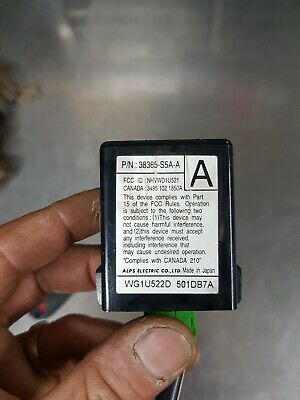 P/N : 38385-S5A-A
A
FCC ID : NHVWD1U521
CANADA : 3495 102 1850A
This device complies with Part
15 of the FCC Rules. Operation
is subject to the following two
conditions : (1)This device may
not cause harmful interference,
and (2)this device must accept
any interference received,
including interference that
may cause undesired operation.
"Complies with CANADA 210"
ALPS ELECTRIC CO.,LTD. Made in Japan
WG1U522D 501DB7A